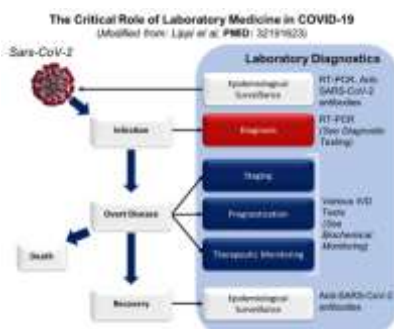 The Critical Role of Laboratory Medicine in COVID-19
(Modified from: Lippi et al. PMID: 32191623)
Sars-CoV-2
Laboratory Diagnostics
Epidemiological
Surveillance
RT-PCR, Anti
SARS-CoV-2
antibodies
Infection
Diagnosis
RT-PCR
(See Diagnostic
Testing)
Staging
Overt Disease
Prognostication
Various IVD
Tests
(See
Biochemical
Monitoring)
Death
Therapeutic Monitoring
Recovery
Epidemiological
Surveillance
Anti-SARS-CoV-2
antibodies